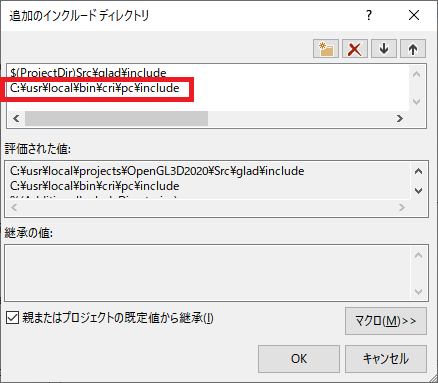 追加のインクルードディレクトリ
$(ProjectDir)Src¥glad¥include
C:¥usr¥local¥bin¥cri¥pc¥include
評価された値:
C:¥usr¥local¥projects¥OpenGL3D2020¥Src¥glad¥include
C:¥usr¥local¥bin¥cri¥pc¥include
継承の値:
親またはプロジェクトの既定値から継承(I)
マクロ(M)>>
OK
キャンセル